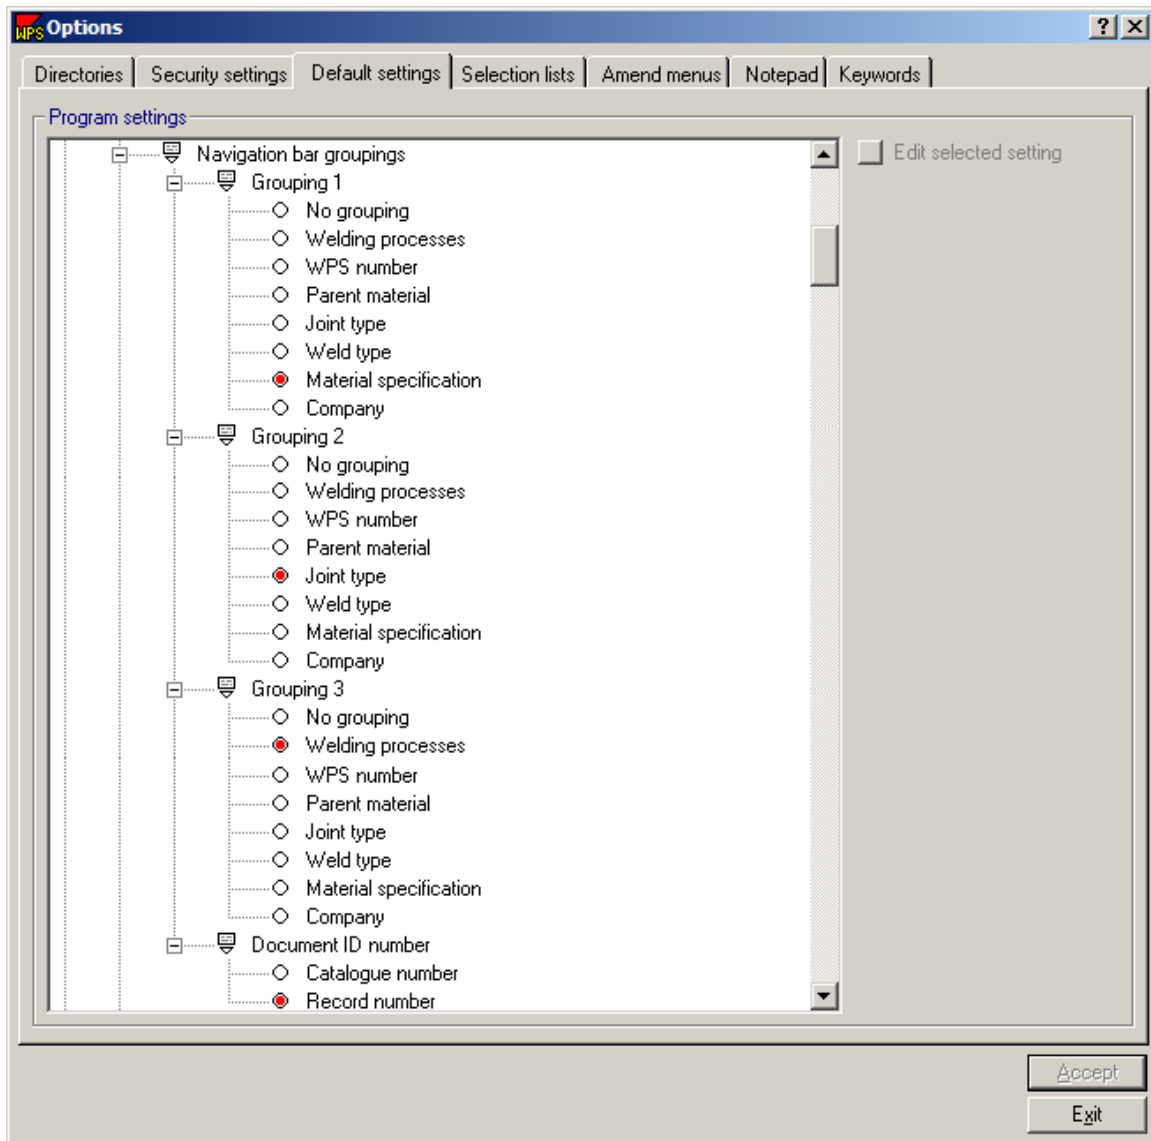 WPS Options
Directories Security settings Default settings Selection lists Amend menus Notepad Keywords
Program settings
Navigation bar groupings
Edit selected setting
Grouping 1
No grouping
Welding processes
WPS number
Parent material
Joint type
Weld type
Material specification
Company
Grouping 2
No grouping
Welding processes
WPS number
Parent material
Joint type
Weld type
Material specification
Company
Grouping 3
No grouping
Welding processes
WPS number
Parent material
Joint type
Weld type
Material specification
Company
Document ID number
Catalogue number
Record number
Accept
Exit